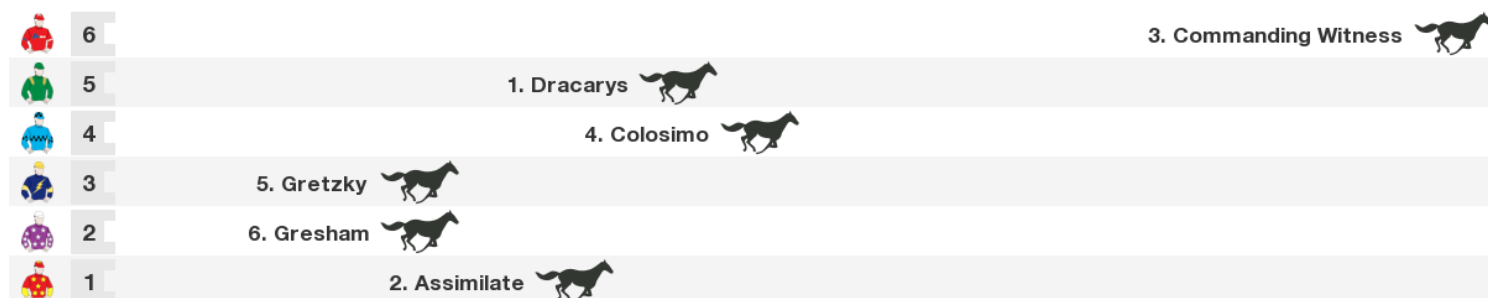 6 3. Commanding Witness
5 1. Dracarys
4 4. Colosimo
3 5. Gretzky
2 6. Gresham
1 2. Assimilate